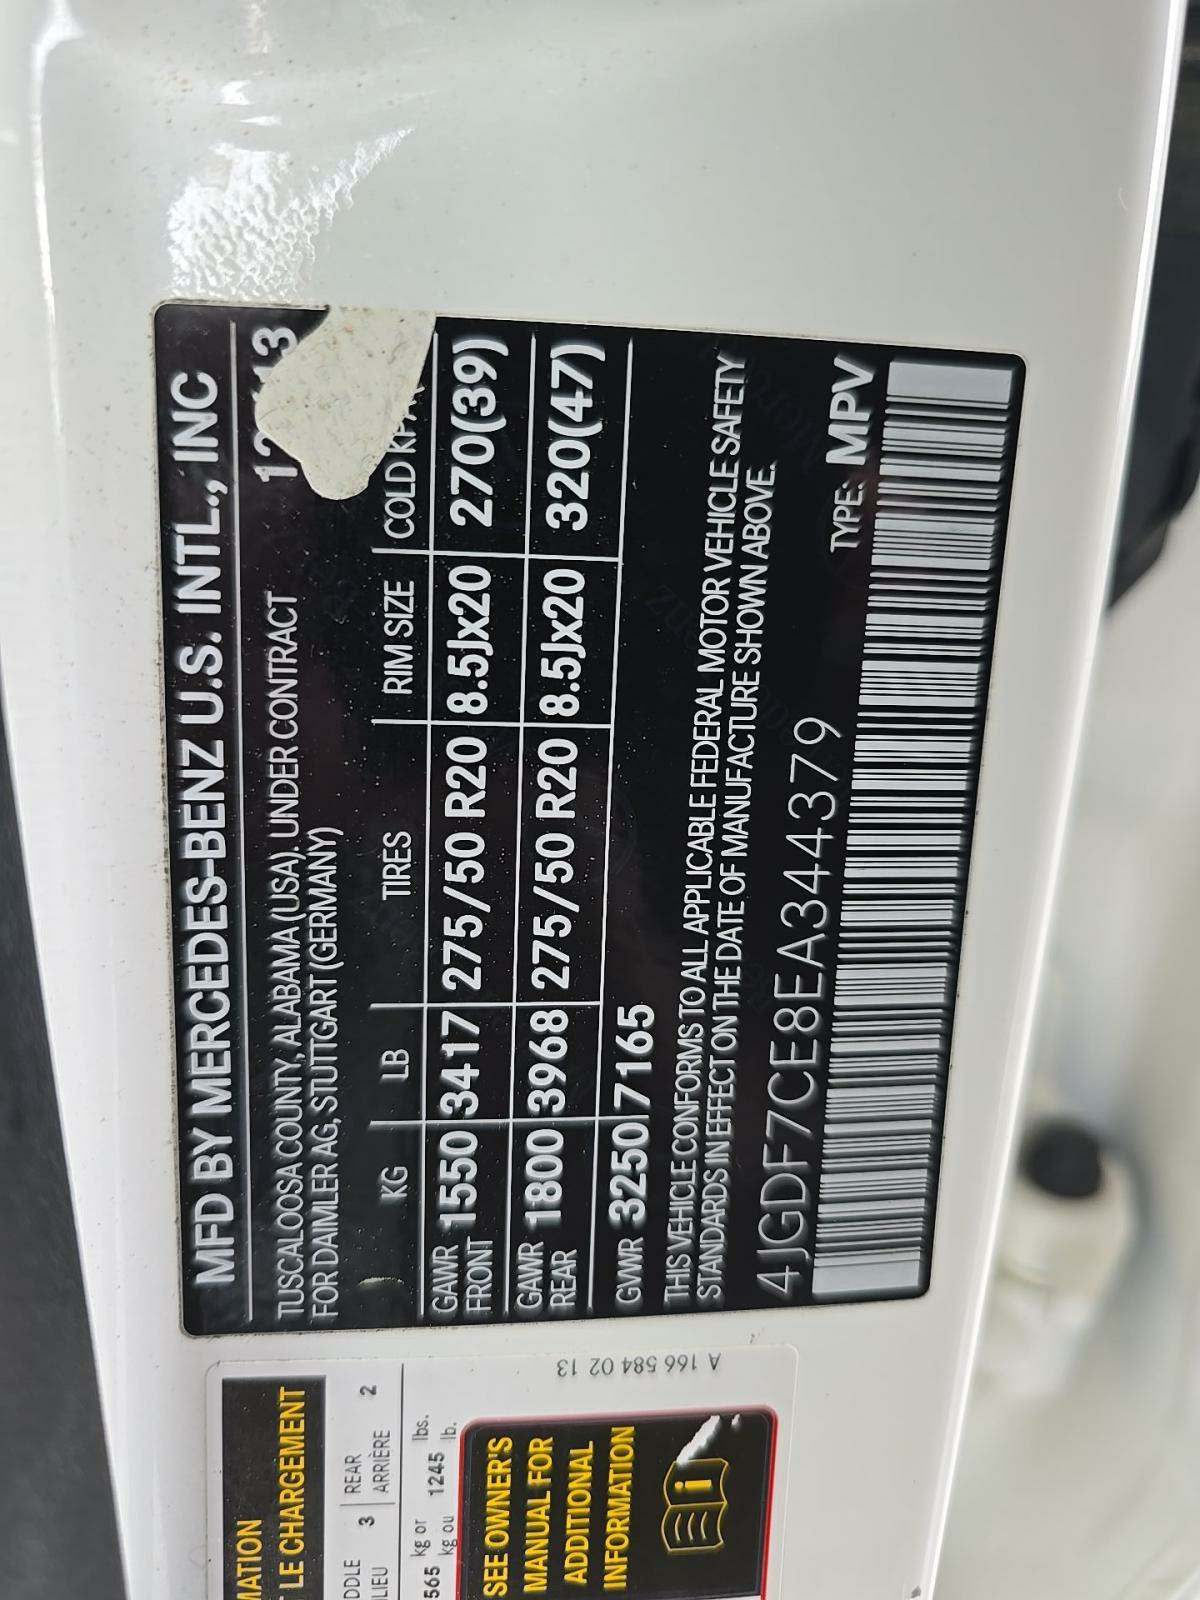 MFD BY MERCEDES-BENZ U.S. INTL., INC
TUSCALOOSA COUNTY, ALABAMA (USA). UNDER CONTRACT
FOR DAIMLER AG, STUTTGART (GERMANY)
KG LB TIRES RIM SIZE COLD
GAWR FRONT 1550 3417 275/50 R20 8.5Jx20 270(39)
GAWR REAR 1800 3968 275/50 R20 8.5Jx20 320(47)
GVWR 3250 7165
THIS VEHICLE CONFORMS TO ALL APPLICABLE FEDERAL MOTOR VEHICLE SAFETY
STANDARDS IN EFFECT ON THE DATE OF MANUFACTURE SHOWN ABOVE.
4JGDF7CE8EA344379 TYPE: MPV
A 166 584 02 13
LE CHARGEMENT
3 REAR 2
ARRIÈRE
565 kg or 1245 lbs.
kg ou lb.
SEE OWNER'S
MANUAL FOR
ADDITIONAL
INFORMATION